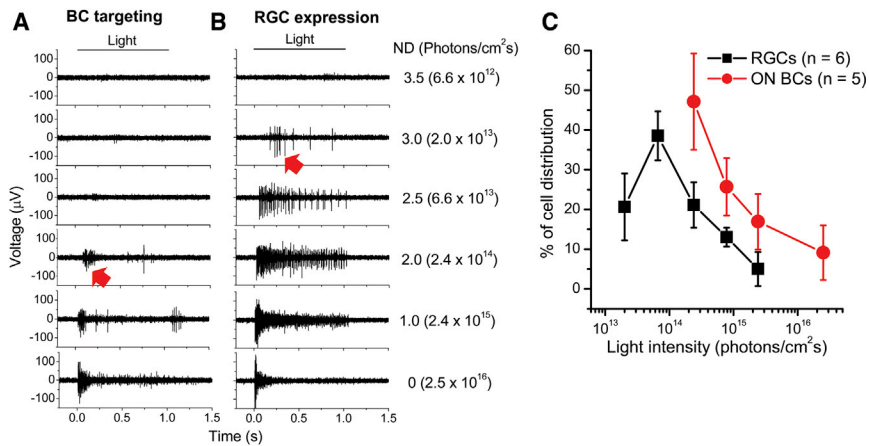 A BC targeting B RGC expression C
Light Light ND (Photons/cm²s)
100
0
-100
3.5 (6.6 x 10¹²)
100
0
-100
3.0 (2.0 x 10¹³)
100
0
-100
2.5 (6.6 x 10¹³)
100
0
-100
2.0 (2.4 x 10¹⁴)
100
0
-100
1.0 (2.4 x 10¹⁵)
100
0
-100
0 (2.5 x 10¹⁶)
Voltage (µV)
0.0 0.5 1.0 1.5 0.0 0.5 1.0 1.5
Time (s)
RGCs (n = 6)
ON BCs (n = 5)
60
50
40
30
20
10
0
% of cell distribution
10¹³ 10¹⁴ 10¹⁵ 10¹⁶
Light intensity (photons/cm²s)